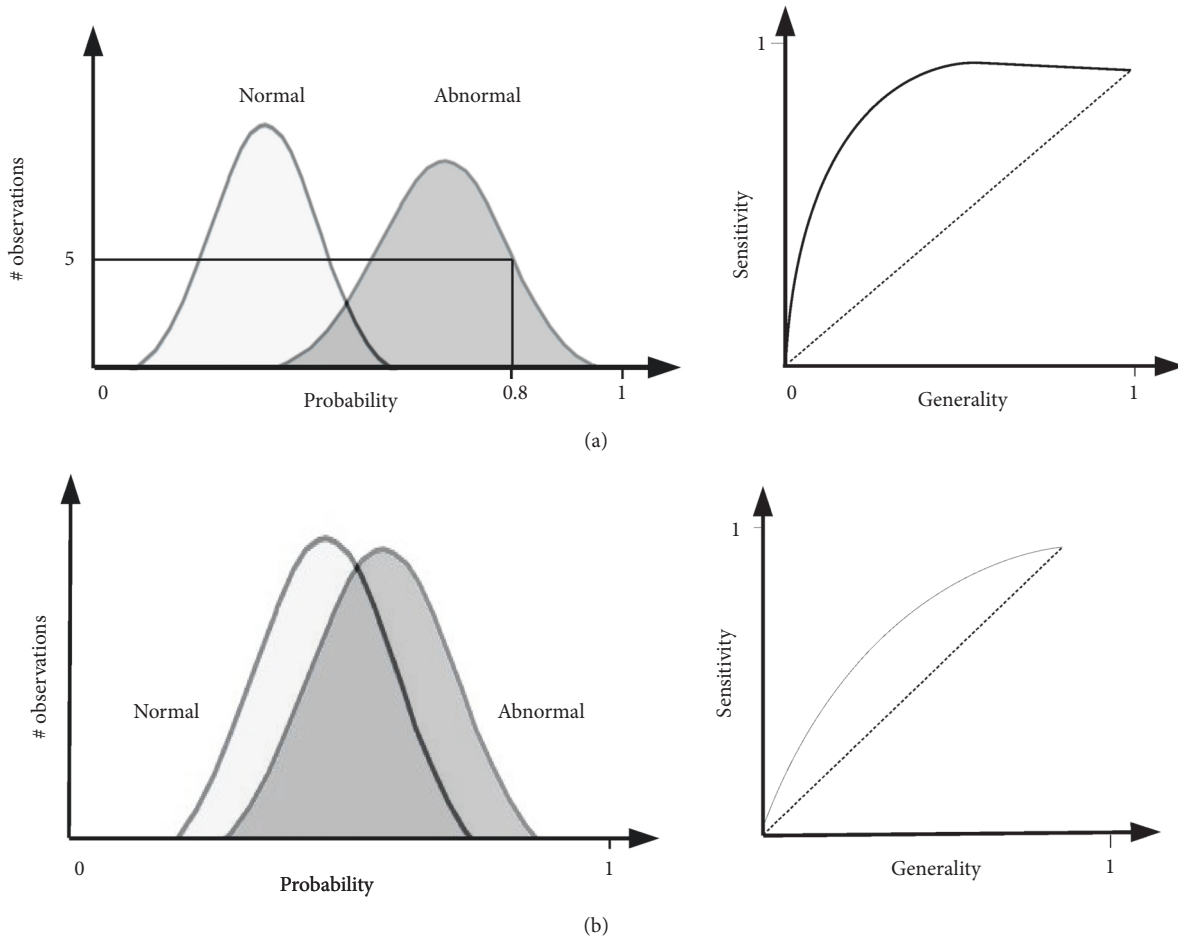 Normal
Abnormal
# observations
5
0
Probability
0.8
1
1
Sensitivity
0
Generality
1
(a)
# observations
Normal
Abnormal
0
Probability
1
1
Sensitivity
Generality
1
(b)